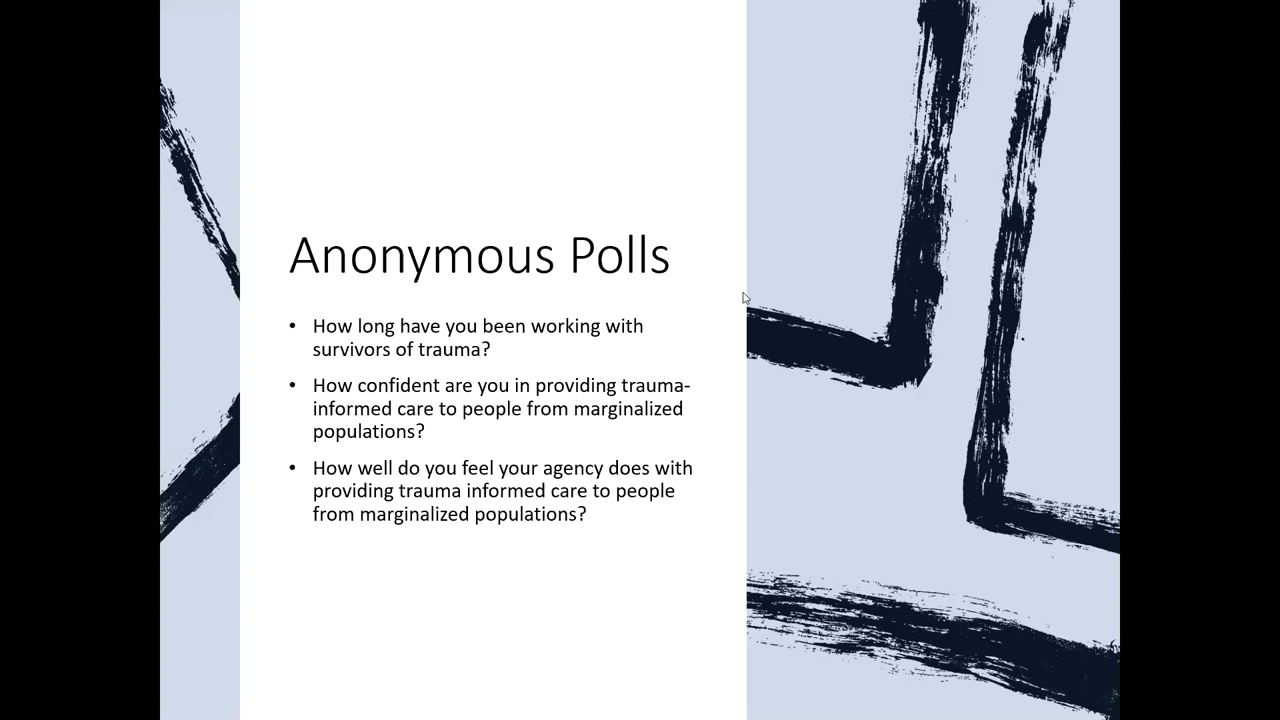 Anonymous Polls
• How long have you been working with
survivors of trauma?
• How confident are you in providing trauma-
informed care to people from marginalized
populations?
• How well do you feel your agency does with
providing trauma informed care to people
from marginalized populations?